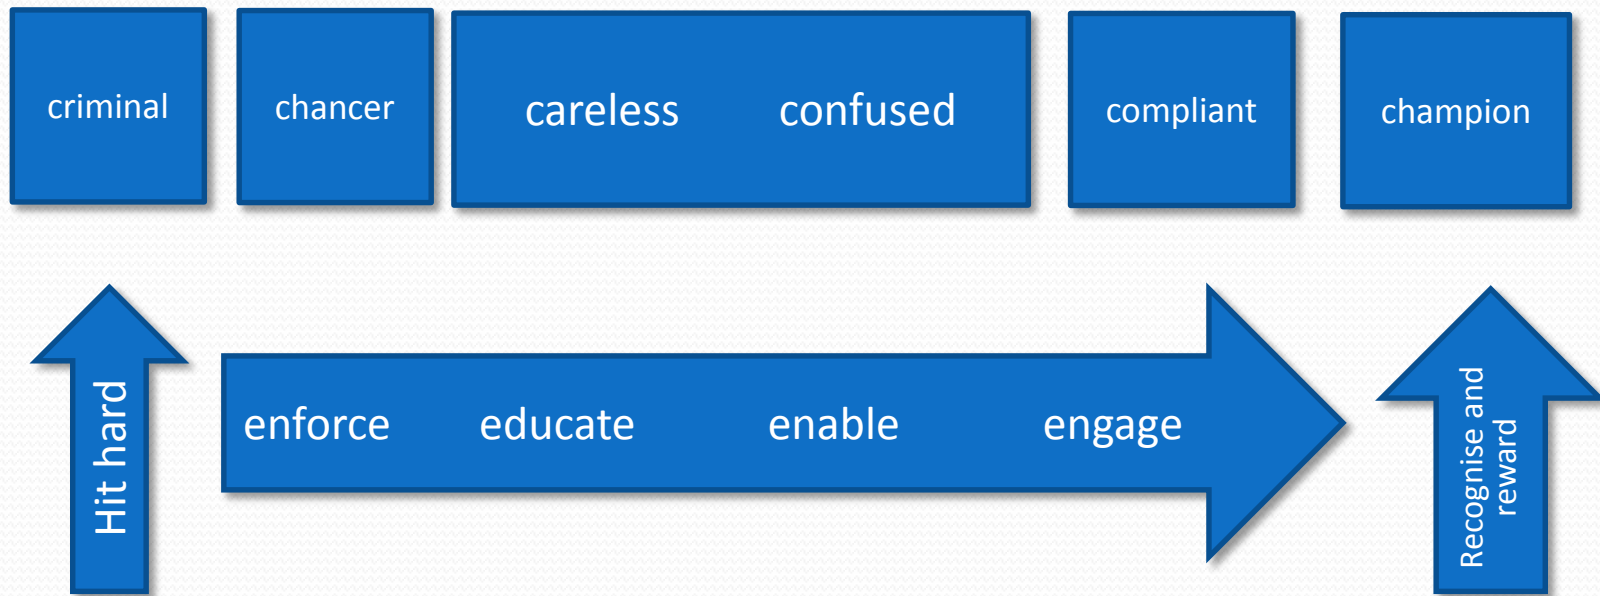 criminal
chancer
careless confused
compliant
champion
Hit hard
enforce educate enable engage
Recognise and
reward